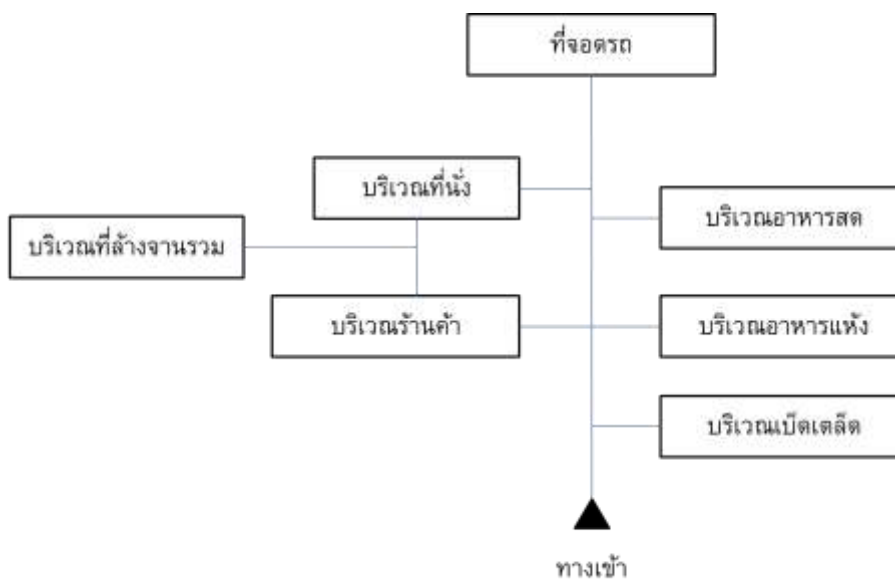 ที่จอดรถ
บริเวณที่นั่ง
บริเวณอาหารสด
บริเวณที่ล้างจานรวม
บริเวณร้านค้า
บริเวณอาหารแห้ง
บริเวณเบ็ดเตล็ด
ทางเข้า